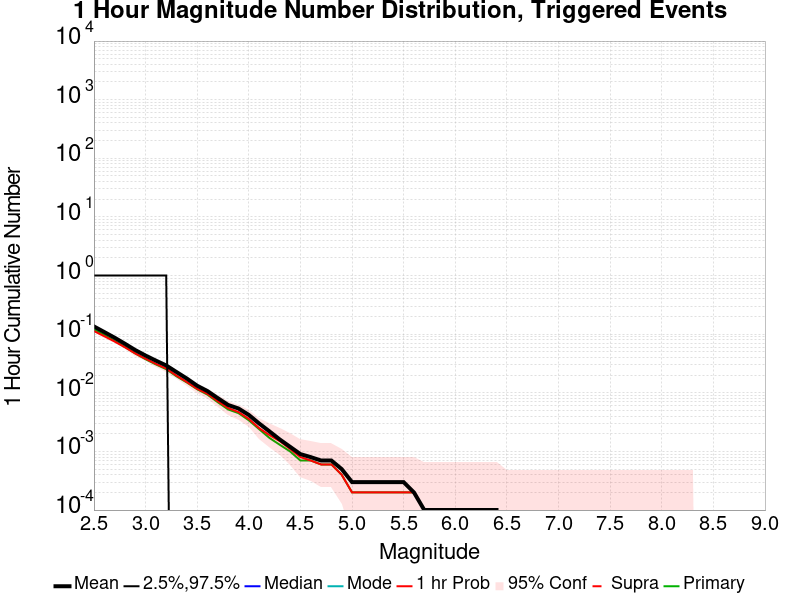 1 Hour Magnitude Number Distribution, Triggered Events
10^4
10^3
10^2
10^1
10^0
10^-1
10^-2
10^-3
10^-4
1 Hour Cumulative Number
2.5 3.0 3.5 4.0 4.5 5.0 5.5 6.0 6.5 7.0 7.5 8.0 8.5 9.0
Magnitude
Mean 2.5%,97.5% Median Mode 1 hr Prob 95% Conf Supra Primary